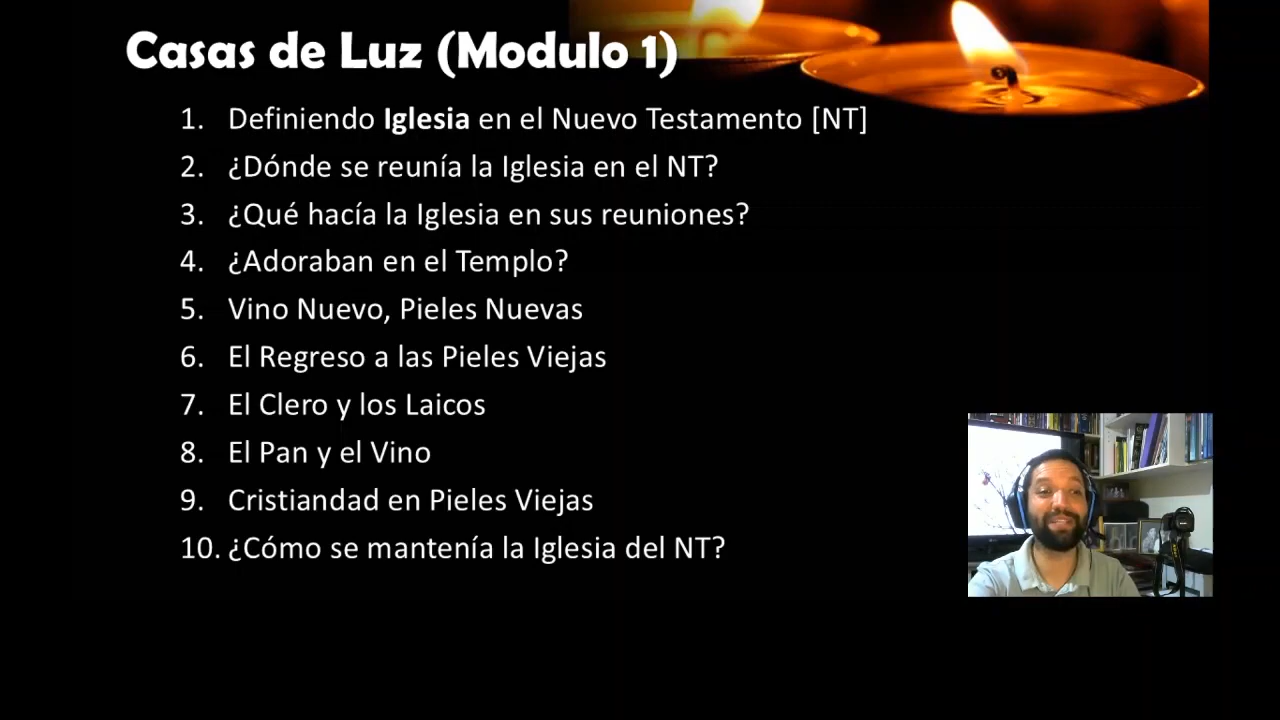 Casas de Luz (Modulo 1)
1. Definiendo Iglesia en el Nuevo Testamento [NT]
2. ¿Dónde se reunía la Iglesia en el NT?
3. ¿Qué hacía la Iglesia en sus reuniones?
4. ¿Adoraban en el Templo?
5. Vino Nuevo, Pieles Nuevas
6. El Regreso a las Pieles Viejas
7. El Clero y los Laicos
8. El Pan y el Vino
9. Cristiandad en Pieles Viejas
10. ¿Cómo se mantenía la Iglesia del NT?